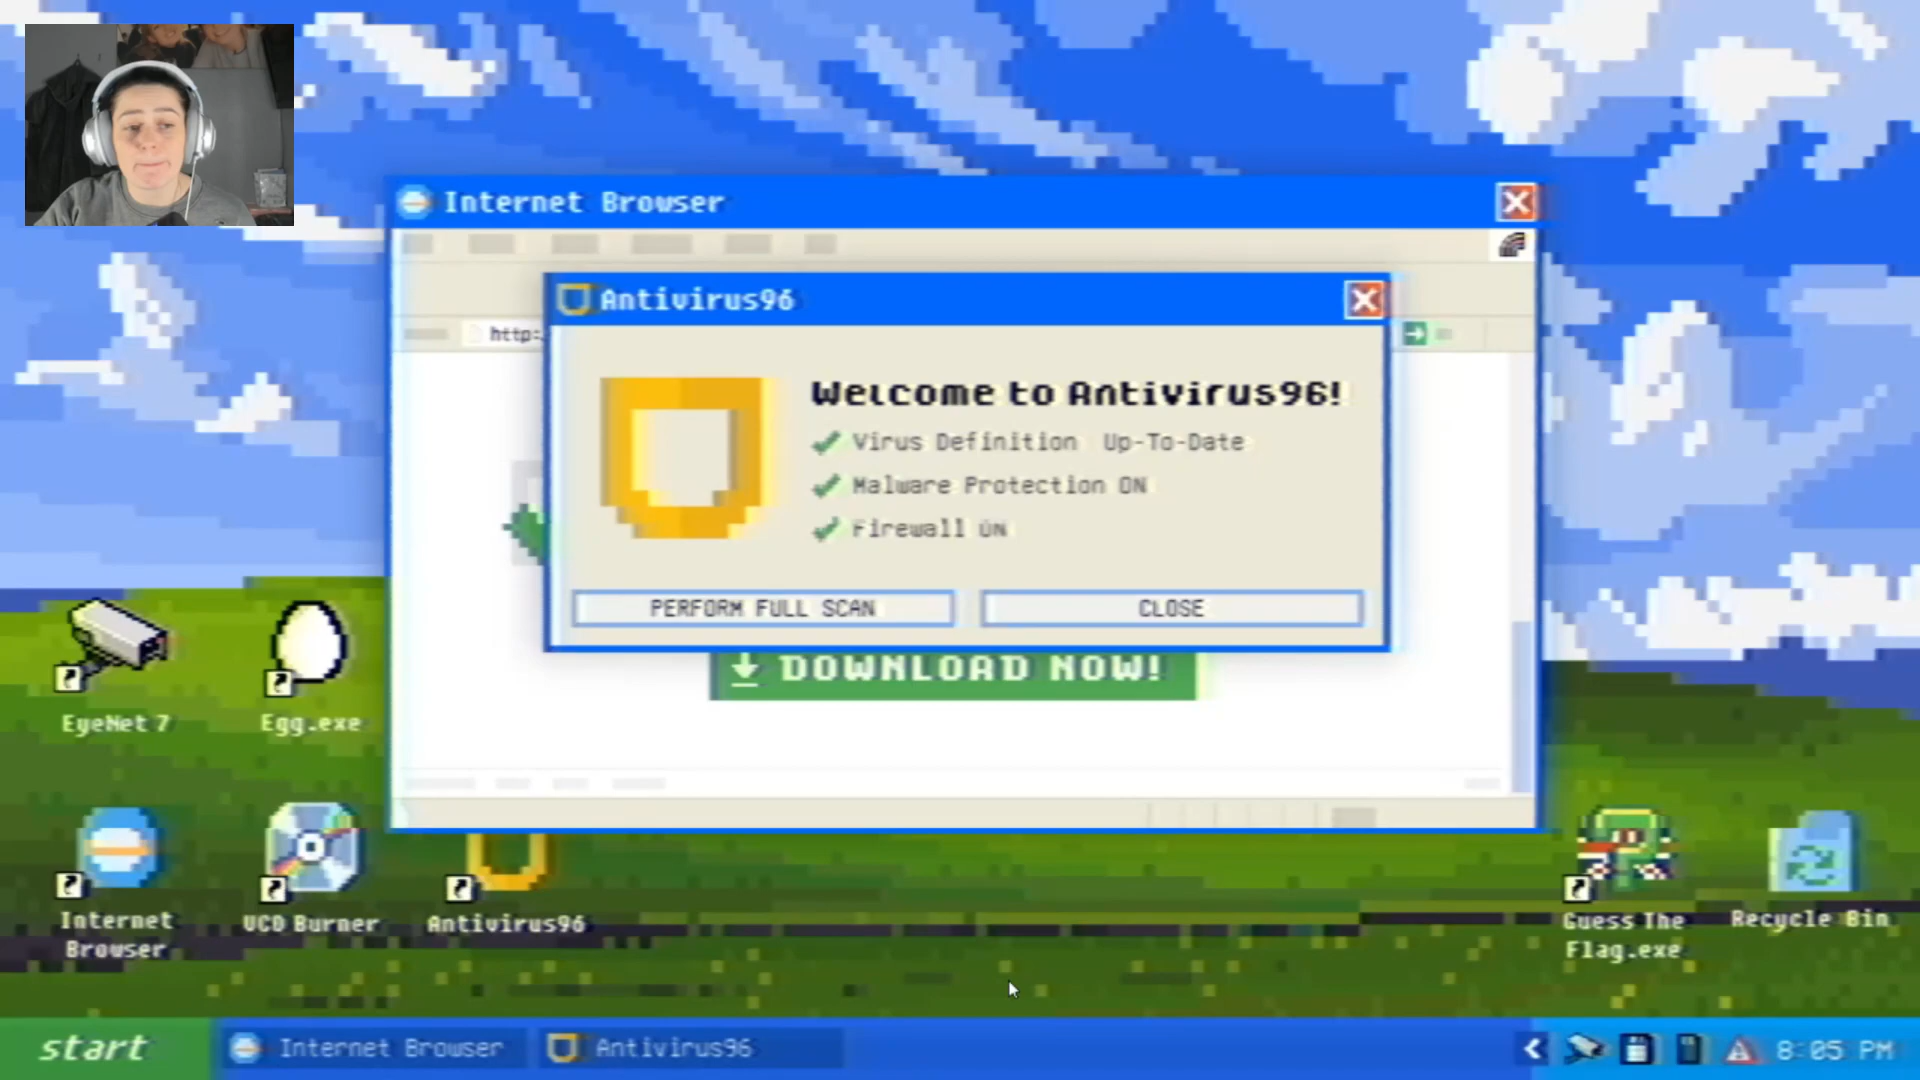 Internet Browser
Antivirus96
http:
Welcome to Antivirus96!
Virus Definition Up-To-Date
Malware Protection ON
Firewall ON
PERFORM FULL SCAN
CLOSE
DOWNLOAD NOW!
EyeNet 7
Egg.exe
Internet
Browser
VCD Burner
Antivirus96
Guess The
Flag.exe
Recycle Bin
start
Internet Browser
Antivirus96
8:05 PM